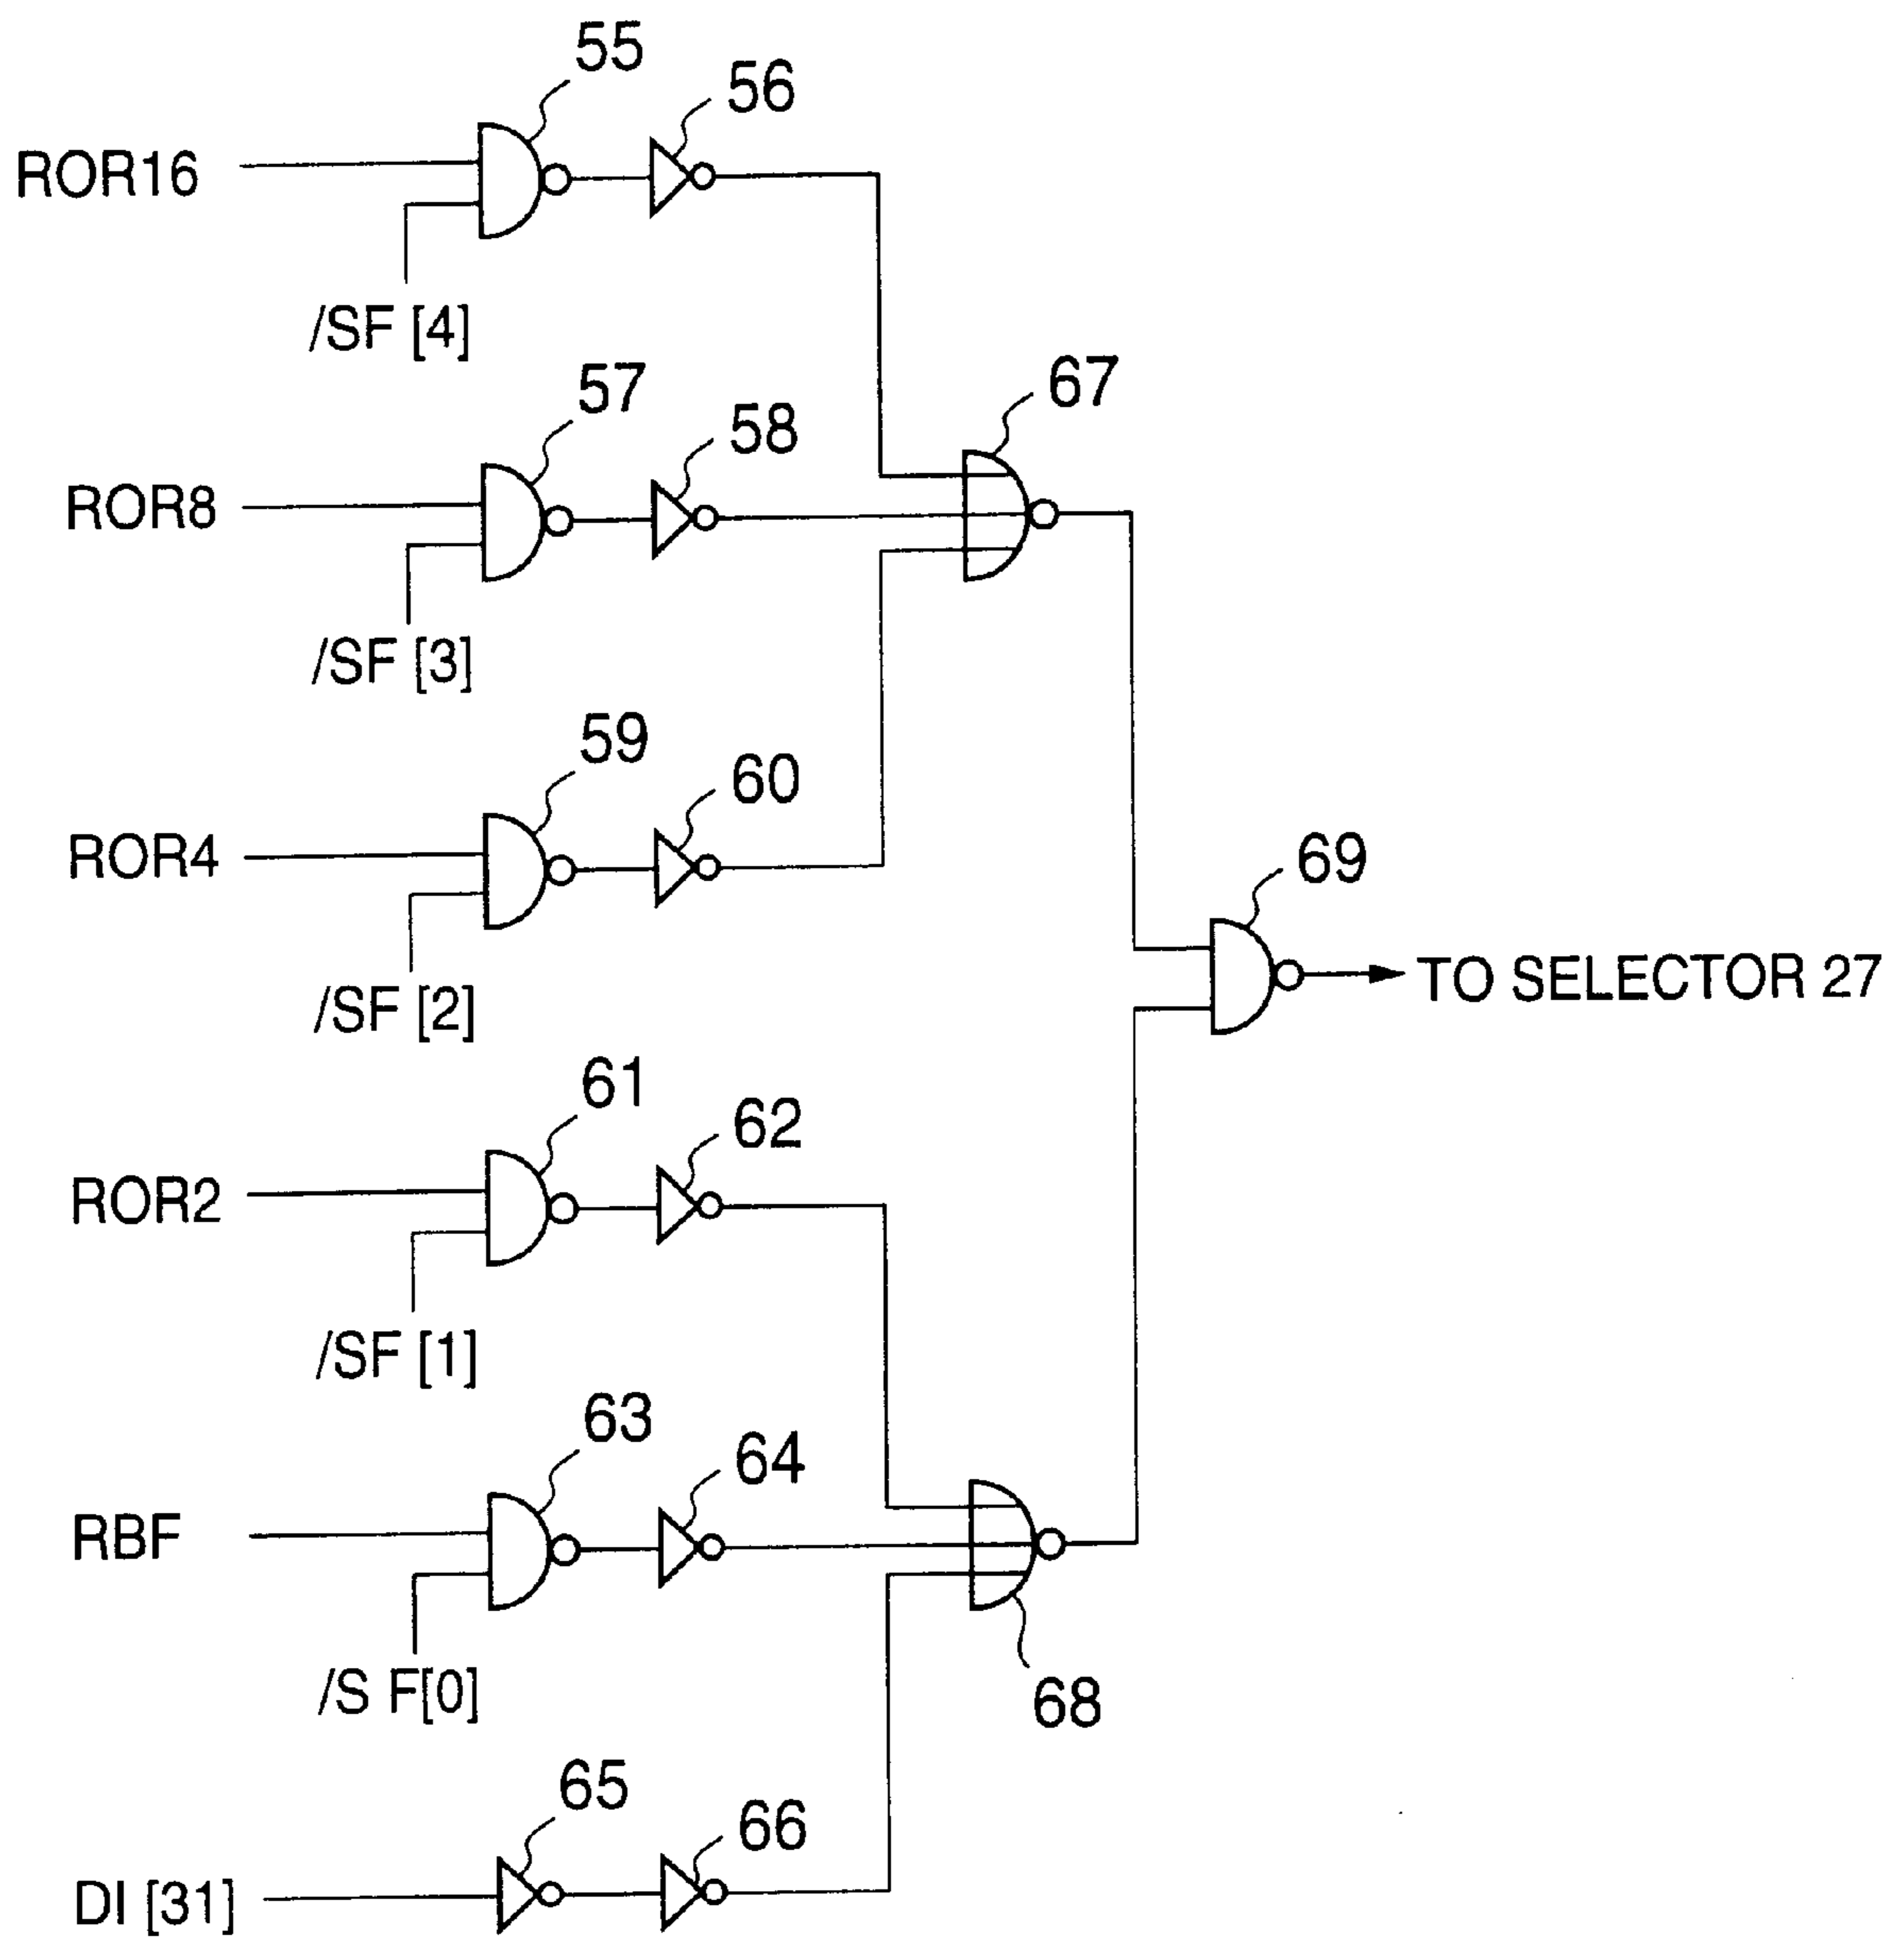 55
56
ROR16
/SF [4]
57
58
67
ROR8
/SF [3]
59
60
69
ROR4
/SF [2]
TO SELECTOR 27
61
62
ROR2
/SF [1]
63
64
RBF
/S F[0]
68
65
66
DI [31]